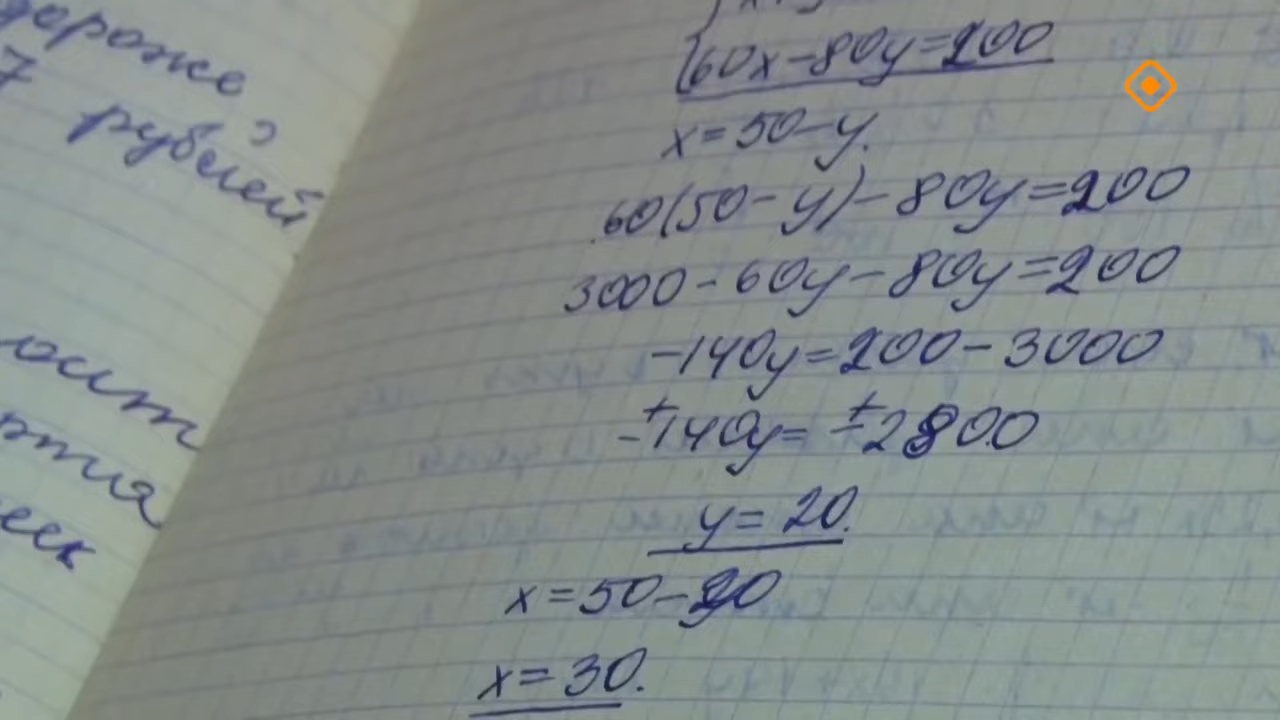 дороже
7 рублей
{60x-80y=200
x=50-y.
60(50-y)-80y=200
3000-60y-80y=200
-140y=200-3000
+ +
-140y=-2800
y=20.
x=50-20
x=30.